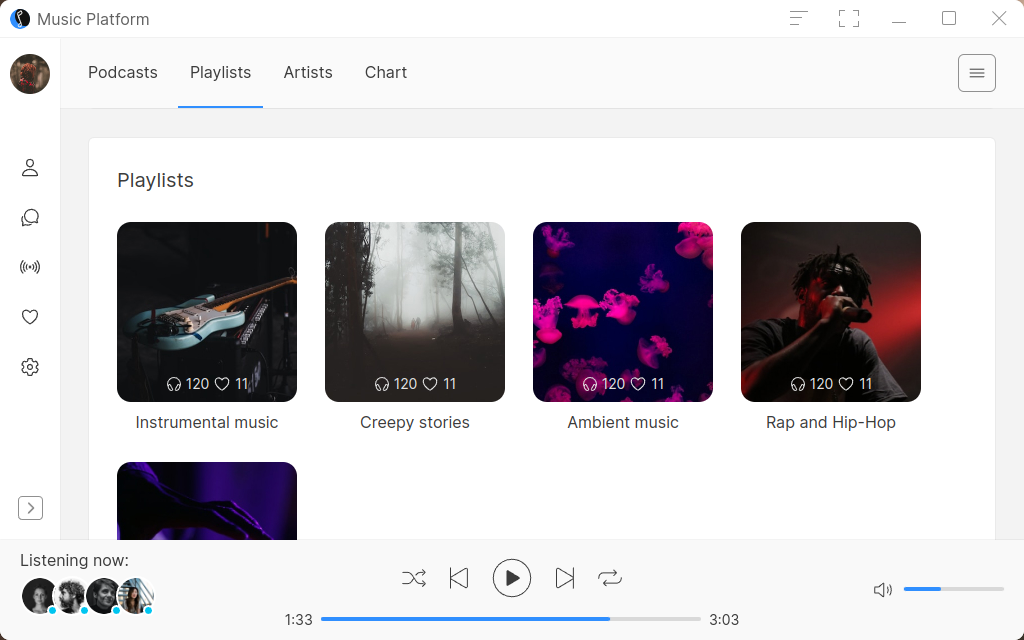 Music Platform
Podcasts Playlists Artists Chart
Playlists
120 11 120 11 120 11 120 11
Instrumental music Creepy stories Ambient music Rap and Hip-Hop
Listening now:
1:33 3:03